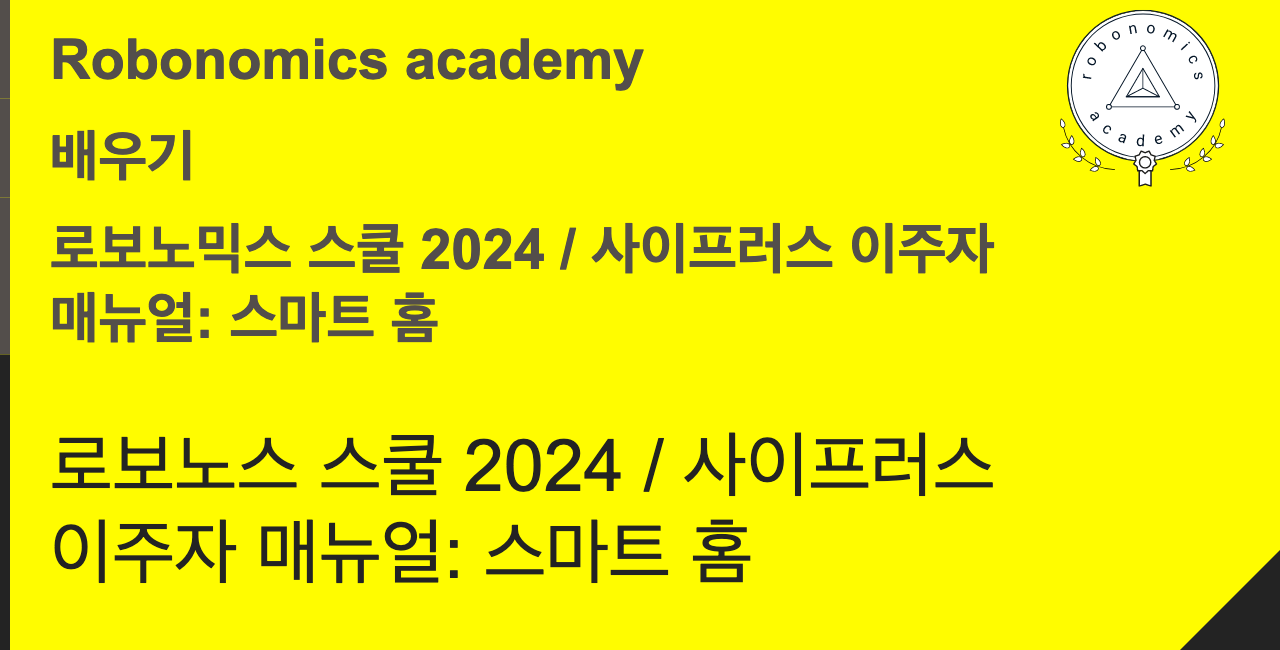 Robonomics academy
robonomics
academy
배우기
로보노믹스 스쿨 2024 / 사이프러스 이주자
매뉴얼: 스마트 홈
로보노스 스쿨 2024 / 사이프러스
이주자 매뉴얼: 스마트 홈